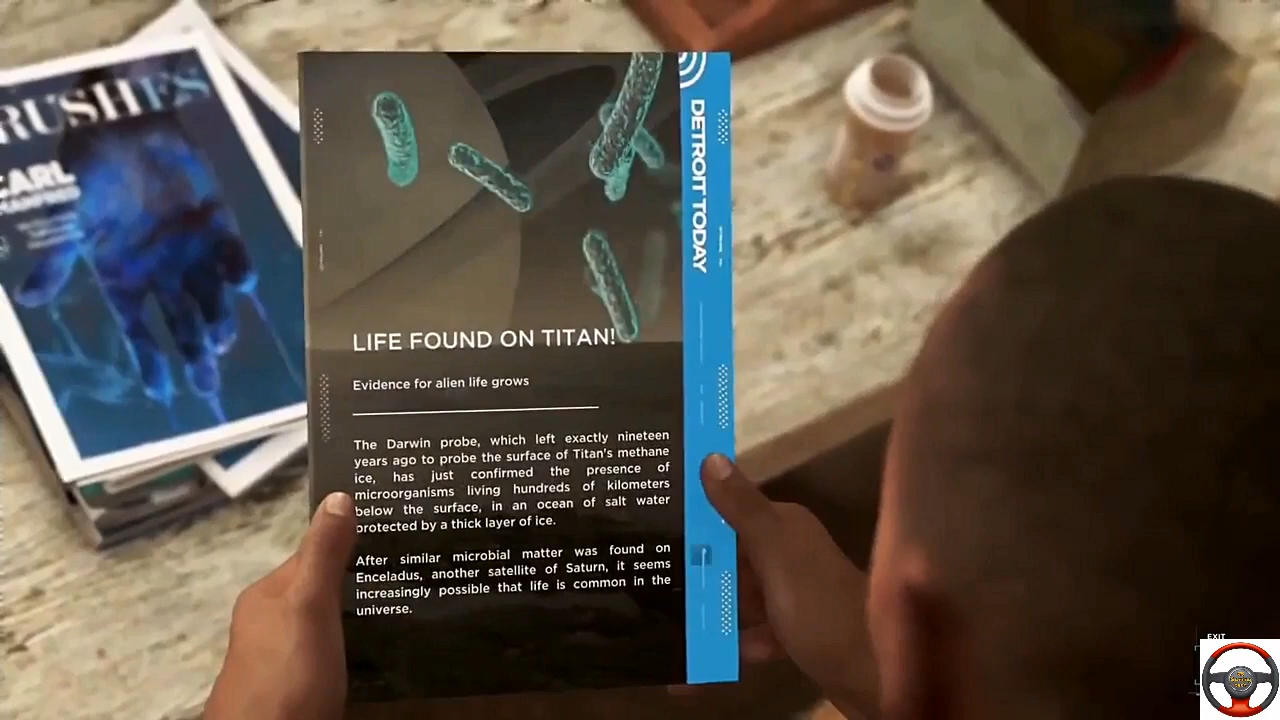 RUSHES
CARL
DETROIT TODAY
LIFE FOUND ON TITAN!
Evidence for alien life grows
The Darwin probe, which left exactly nineteen
years ago to probe the surface of Titan's methane
ice, has just confirmed the presence of
microorganisms living hundreds of kilometers
below the surface, in an ocean of salt water
protected by a thick layer of ice.
After similar microbial matter was found on
Enceladus, another satellite of Saturn, it seems
increasingly possible that life is common in the
universe.
EXIT